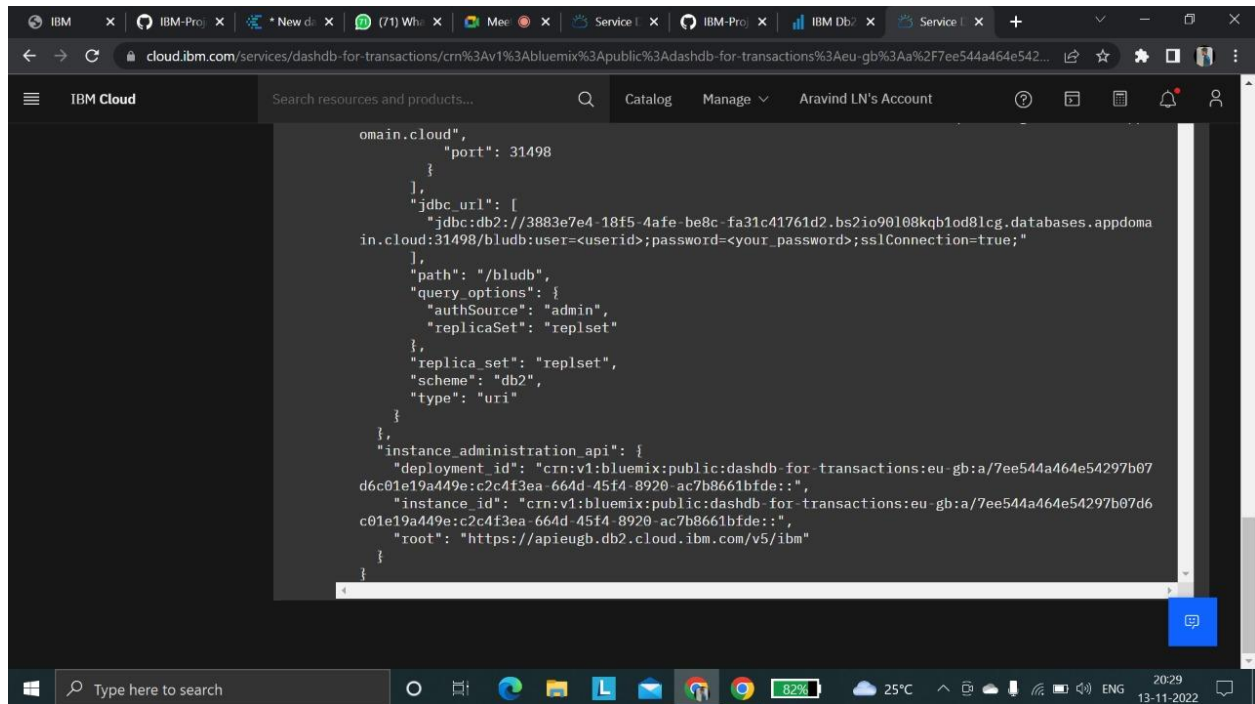 IBM
IBM-Proj
* New da
(71) Wha
Mee
Service D
IBM-Proj
IBM Db2
Service D
cloud.ibm.com/services/dashdb-for-transactions/crn%3Av1%3Abluemix%3Apublic%3Adashdb-for-transactions%3Aeu-gb%3Aa%2F7ee544a464e542...
IBM Cloud
Search resources and products...
Catalog
Manage
Aravind LN's Account
omain.cloud",
"port": 31498
}
],
"jdbc_url": [
"jdbc:db2://3883e7e4-18f5-4afe-be8c-fa31c41761d2.bs2io90l08kqb1od8lcg.databases.appdoma
in.cloud:31498/bludb:user=<userid>;password=<your_password>;sslConnection=true;"
],
"path": "/bludb",
"query_options": {
"authSource": "admin",
"replicaSet": "replset"
},
"replica_set": "replset",
"scheme": "db2",
"type": "uri"
}
},
"instance_administration_api": {
"deployment_id": "crn:v1:bluemix:public:dashdb-for-transactions:eu-gb:a/7ee544a464e54297b07
d6c01e19a449e:c2c4f3ea-664d-45f4-8920-ac7b8661bfde::",
"instance_id": "crn:v1:bluemix:public:dashdb-for-transactions:eu-gb:a/7ee544a464e54297b07d6
c01e19a449e:c2c4f3ea-664d-45f4-8920-ac7b8661bfde::",
"root": "https://apieugb.db2.cloud.ibm.com/v5/ibm"
}
}
Type here to search
L
82%
25°C
ENG
20:29
13-11-2022